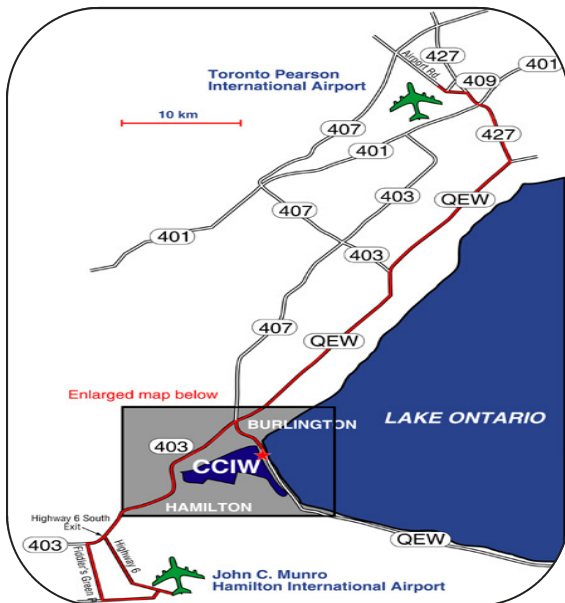 427
Airport Rd
409
401
Toronto Pearson
International Airport
10 km
407
427
401
403
QEW
407
401
403
407
QEW
Enlarged map below
BURLINGTON
LAKE ONTARIO
403
CCIW
HAMILTON
Highway 6 South
Exit
403
QEW
Highway 6
Fiddler's Green
John C. Munro
Hamilton International Airport